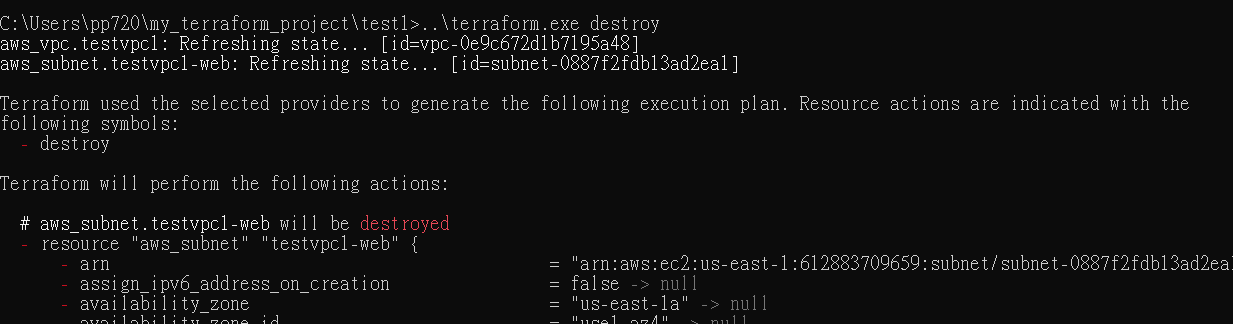 C:\Users\pp720\my_terraform_project\test1>..\terraform.exe destroy
aws_vpc.testvpc1: Refreshing state... [id=vpc-0e9c672d1b7195a48]
aws_subnet.testvpc1-web: Refreshing state... [id=subnet-0887f2fdb13ad2ea1]
Terraform used the selected providers to generate the following execution plan. Resource actions are indicated with the
following symbols:
- destroy
Terraform will perform the following actions:
# aws_subnet.testvpc1-web will be destroyed
- resource "aws_subnet" "testvpc1-web" {
- arn = "arn:aws:ec2:us-east-1:612883709659:subnet/subnet-0887f2fdb13ad2ea1
- assign_ipv6_address_on_creation = false -> null
- availability_zone = "us-east-1a" -> null
- availability_zone_id = "use1-az4" -> null